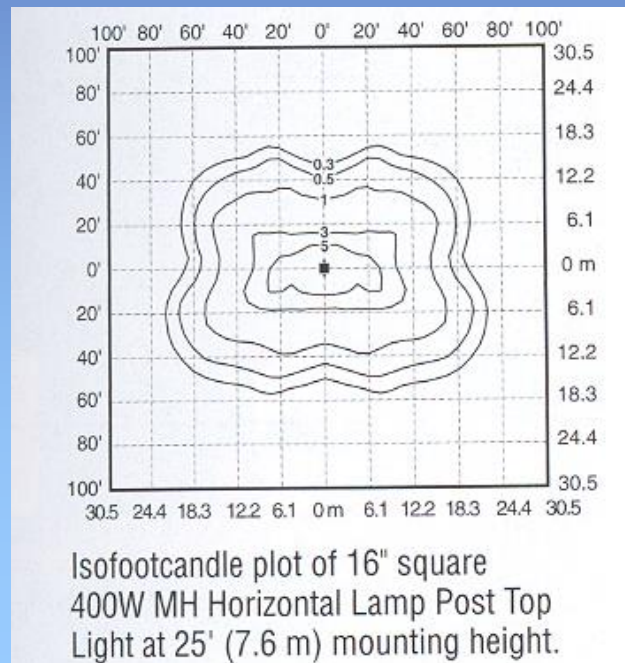 100' 80' 60' 40' 20' 0' 20' 40' 60' 80' 100'
100' 30.5
80' 24.4
60' 18.3
0.3
40' 0.5 12.2
1
20' 6.1
3
5
0' 0 m
20' 6.1
40' 12.2
60' 18.3
80' 24.4
100' 30.5
30.5 24.4 18.3 12.2 6.1 0 m 6.1 12.2 18.3 24.4 30.5
Isofootcandle plot of 16" square
400W MH Horizontal Lamp Post Top
Light at 25' (7.6 m) mounting height.